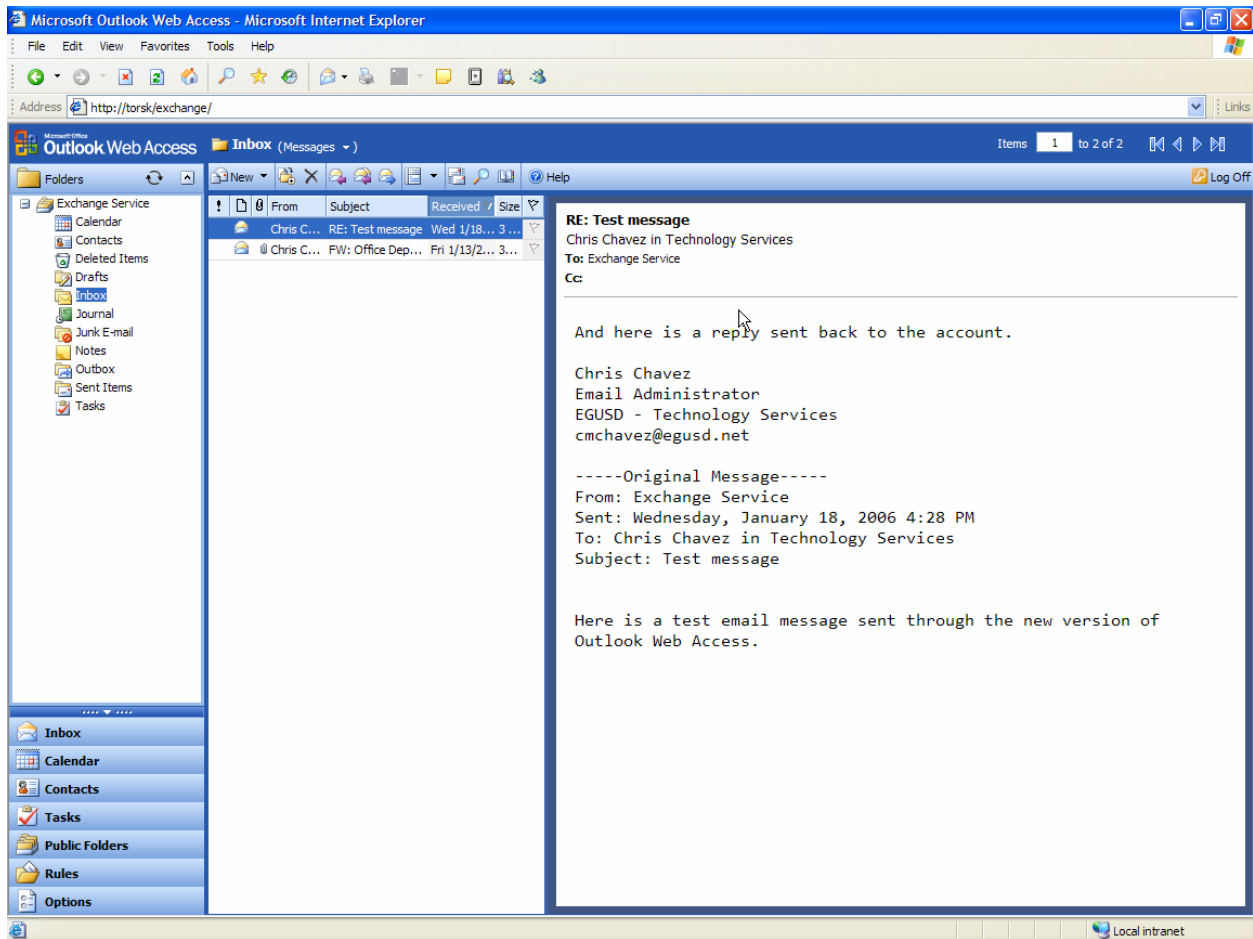 Microsoft Outlook Web Access - Microsoft Internet Explorer
File Edit View Favorites Tools Help
Address http://torsk/exchange/ Links
Microsoft Office
Outlook Web Access Inbox (Messages ) Items 1 to 2 of 2
Folders New Help Log Off
Exchange Service
Calendar
Contacts
Deleted Items
Drafts
Inbox
Journal
Junk E-mail
Notes
Outbox
Sent Items
Tasks
Inbox
Calendar
Contacts
Tasks
Public Folders
Rules
Options
! From Subject Received Size
Chris C... RE: Test message Wed 1/18... 3 ...
Chris C... FW: Office Dep... Fri 1/13/2... 3...
RE: Test message
Chris Chavez in Technology Services
To: Exchange Service
Cc:
And here is a reply sent back to the account.
Chris Chavez
Email Administrator
EGUSD - Technology Services
cmchavez@egusd.net
-----Original Message-----
From: Exchange Service
Sent: Wednesday, January 18, 2006 4:28 PM
To: Chris Chavez in Technology Services
Subject: Test message
Here is a test email message sent through the new version of
Outlook Web Access.
Local intranet